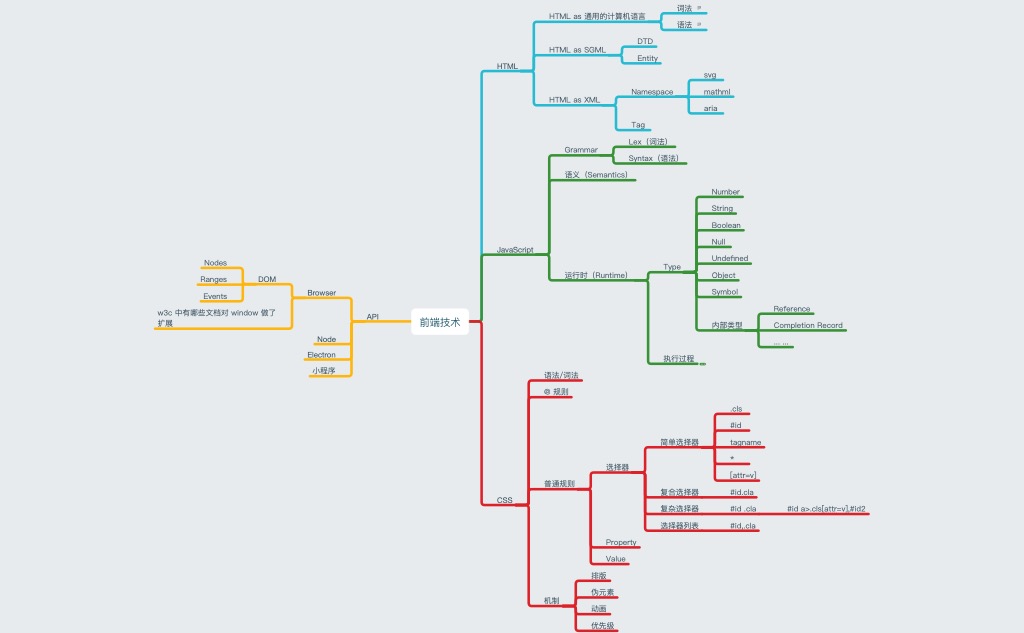 前端技术
HTML
HTML as 通用的计算机语言
词法
语法
HTML as SGML
DTD
Entity
HTML as XML
Namespace
svg
mathml
aria
Tag
JavaScript
Grammar
Lex（词法）
Syntax（语法）
语义（Semantics）
运行时（Runtime）
Type
Number
String
Boolean
Null
Undefined
Object
Symbol
内部类型
Reference
Completion Record
... ...
执行过程
API
Browser
DOM
Nodes
Ranges
Events
w3c 中有哪些文档对 window 做了
扩展
Node
Electron
小程序
CSS
语法/词法
@ 规则
普通规则
选择器
简单选择器
.cls
#id
tagname
*
[attr=v]
复合选择器
#id.cla
复杂选择器
#id .cla
#id a>.cls[attr=v],#id2
选择器列表
#id,.cla
Property
Value
机制
排版
伪元素
动画
优先级